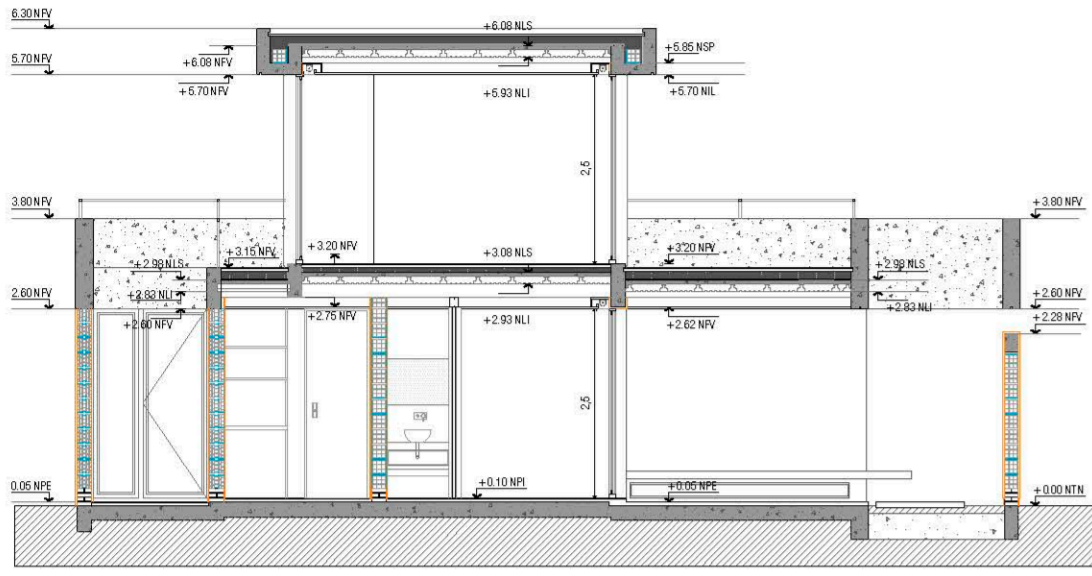 6.30 NFV
+6.08 NLS
+5.85 NSP
+6.08 NFV
5.70 NFV
+5.70 NFV
+5.93 NLI
+5.70 NIL
2,5
3.80 NFV
+3.80 NFV
+3.15 NFV
+3.20 NFV
+3.08 NLS
+3.20 NFV
+2.98 NLS
+2.98 NLS
2.60 NFV
+2.83 NLI
+2.83 NLI
+2.60 NFV
+2.60 NFV
+2.75 NFV
+2.93 NLI
+2.62 NFV
+2.28 NFV
2,5
0.05 NPE
+0.10 NPI
+0.05 NPE
+0.00 NTN